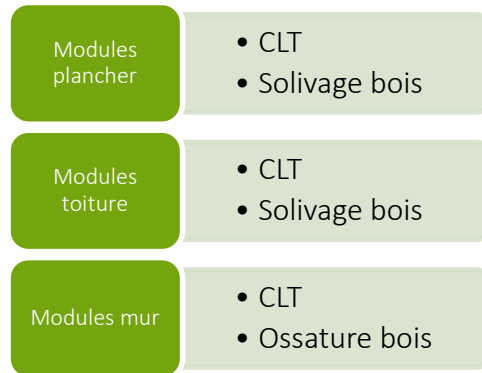 Modules
plancher
• CLT
• Solivage bois
Modules
toiture
• CLT
• Solivage bois
Modules mur
• CLT
• Ossature bois